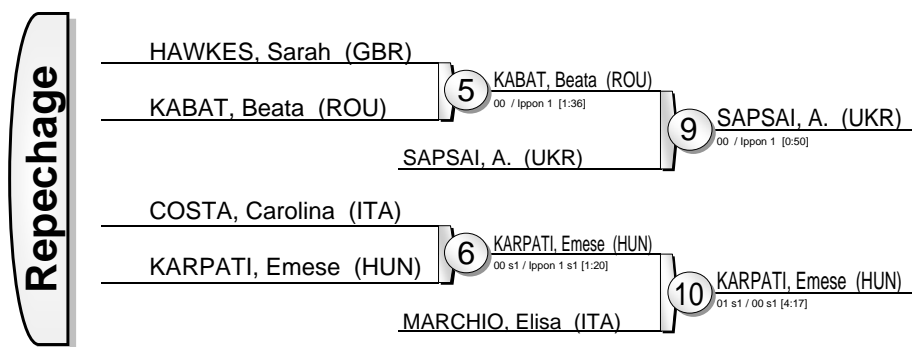 Repechage
HAWKES, Sarah (GBR)
KABAT, Beata (ROU)
5
KABAT, Beata (ROU)
00 / Ippon 1 [1:36]
SAPSAI, A. (UKR)
9
SAPSAI, A. (UKR)
00 / Ippon 1 [0:50]
COSTA, Carolina (ITA)
KARPATI, Emese (HUN)
6
KARPATI, Emese (HUN)
00 s1 / Ippon 1 s1 [1:20]
MARCHIO, Elisa (ITA)
10
KARPATI, Emese (HUN)
01 s1 / 00 s1 [4:17]